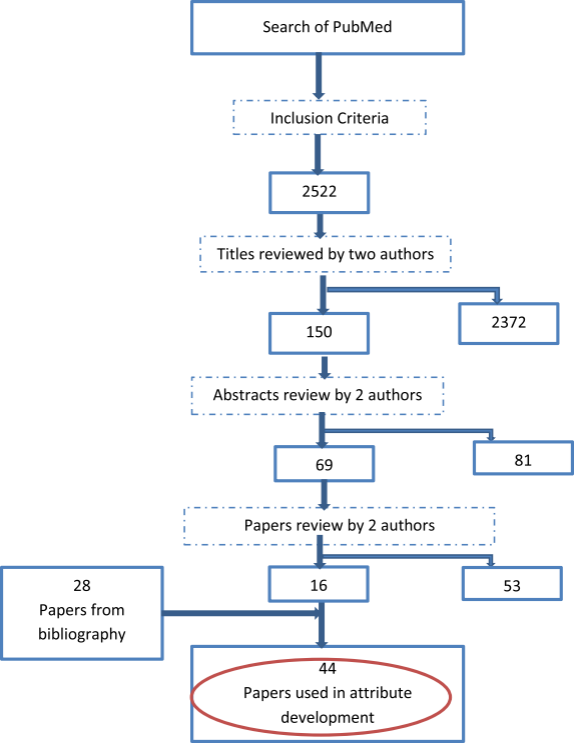 Search of PubMed
Inclusion Criteria
2522
Titles reviewed by two authors
150
2372
Abstracts review by 2 authors
69
81
Papers review by 2 authors
28
Papers from
bibliography
16
53
44
Papers used in attribute
development